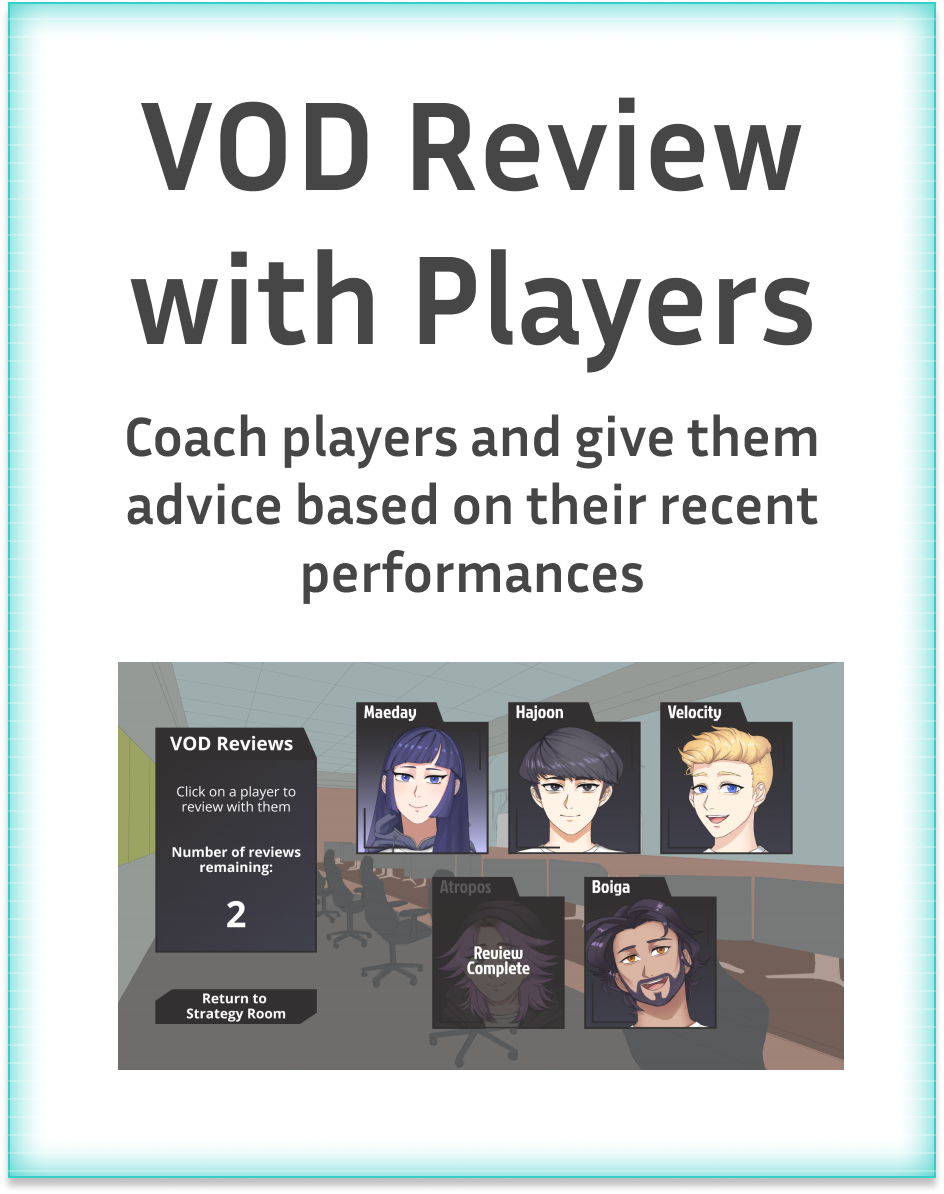 VOD Review
with Players
Coach players and give them
advice based on their recent
performances
Maeday
Hajoon
Velocity
VOD Reviews
Click on a player to
review with them
Number of reviews
remaining:
2
Atropos
Boiga
Review
Complete
Return to
Strategy Room